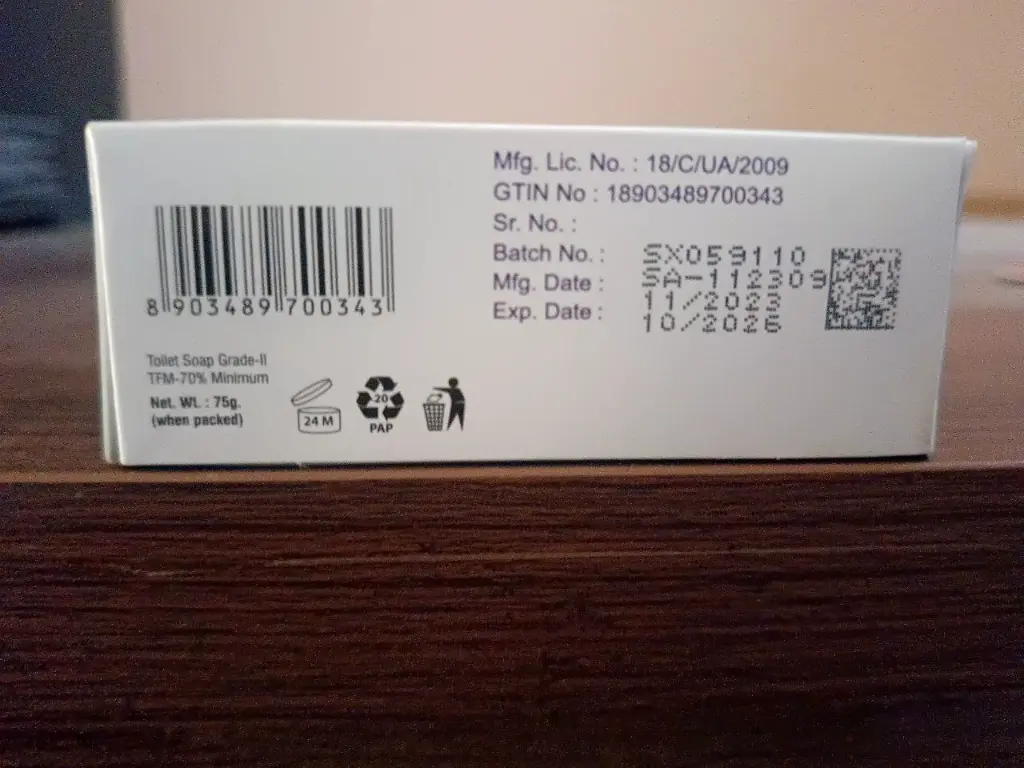 Mfg. Lic. No. : 18/C/UA/2009
GTIN No : 18903489700343
Sr. No. :
Batch No. : SX059110
Mfg. Date : SA-112309
11/2023
Exp. Date : 10/2026
8 903489 700343
Toilet Soap Grade-II
TFM-70% Minimum
Net. Wt. : 75g.
(when packed)
24 M
20
PAP